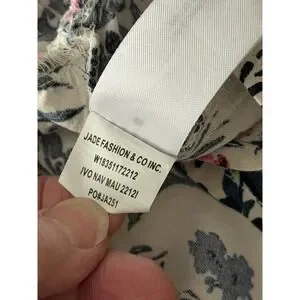 JADE FASHION & CO INC.
W18351172212
IVO NAV MAU 2212I
PO#JA251